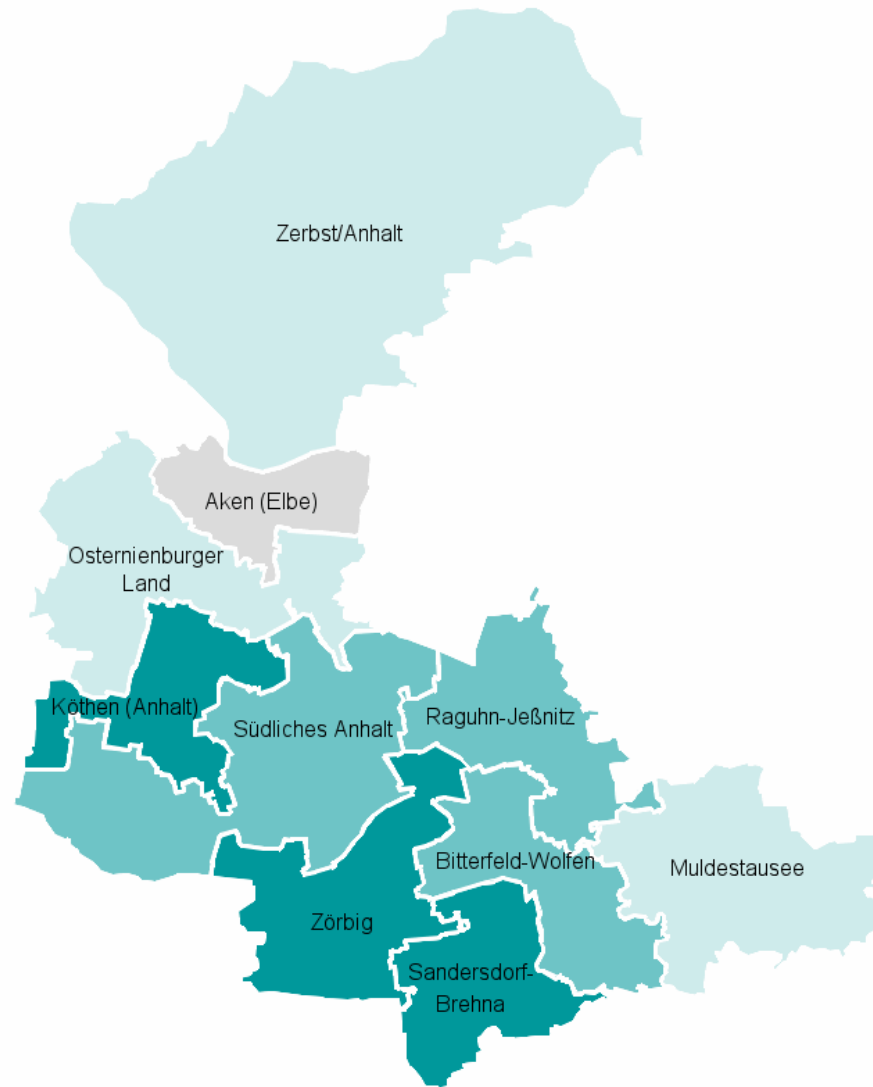 Zerbst/Anhalt
Aken (Elbe)
Osternienburger
Land
Köthen (Anhalt)
Südliches Anhalt
Raguhn-Jeßnitz
Bitterfeld-Wolfen
Muldestausee
Zörbig
Sandersdorf-
Brehna